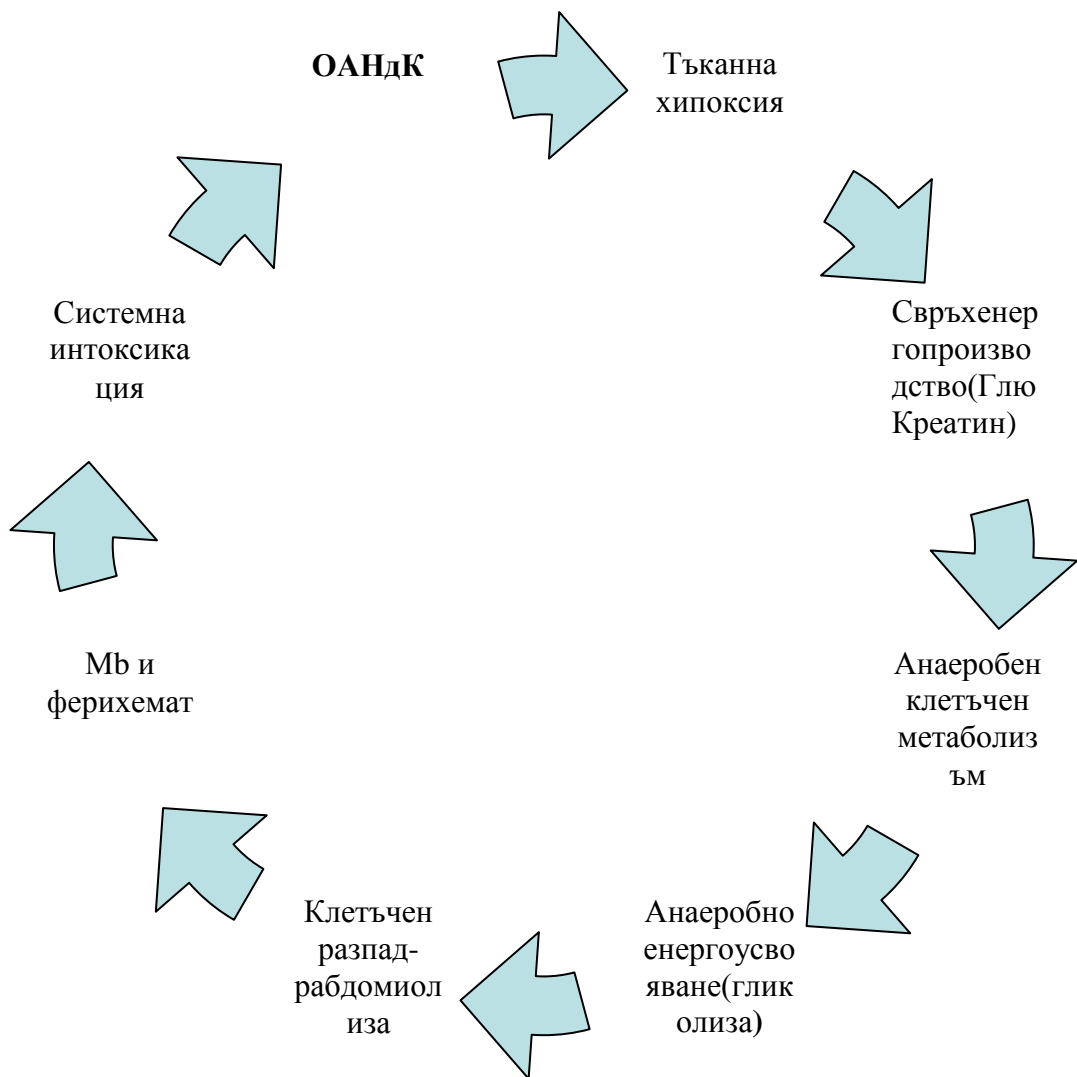 ОАНдК
Тъканна
хипоксия
Свръхенер
гопроизво
дство(Глю
Креатин)
Анаеробен
клетъчен
метаболиз
ъм
Анаеробно
енергоусво
яване(глик
олиза)
Клетъчен
разпад-
рабдомиол
иза
Mb и
ферихемат
Системна
интоксика
ция